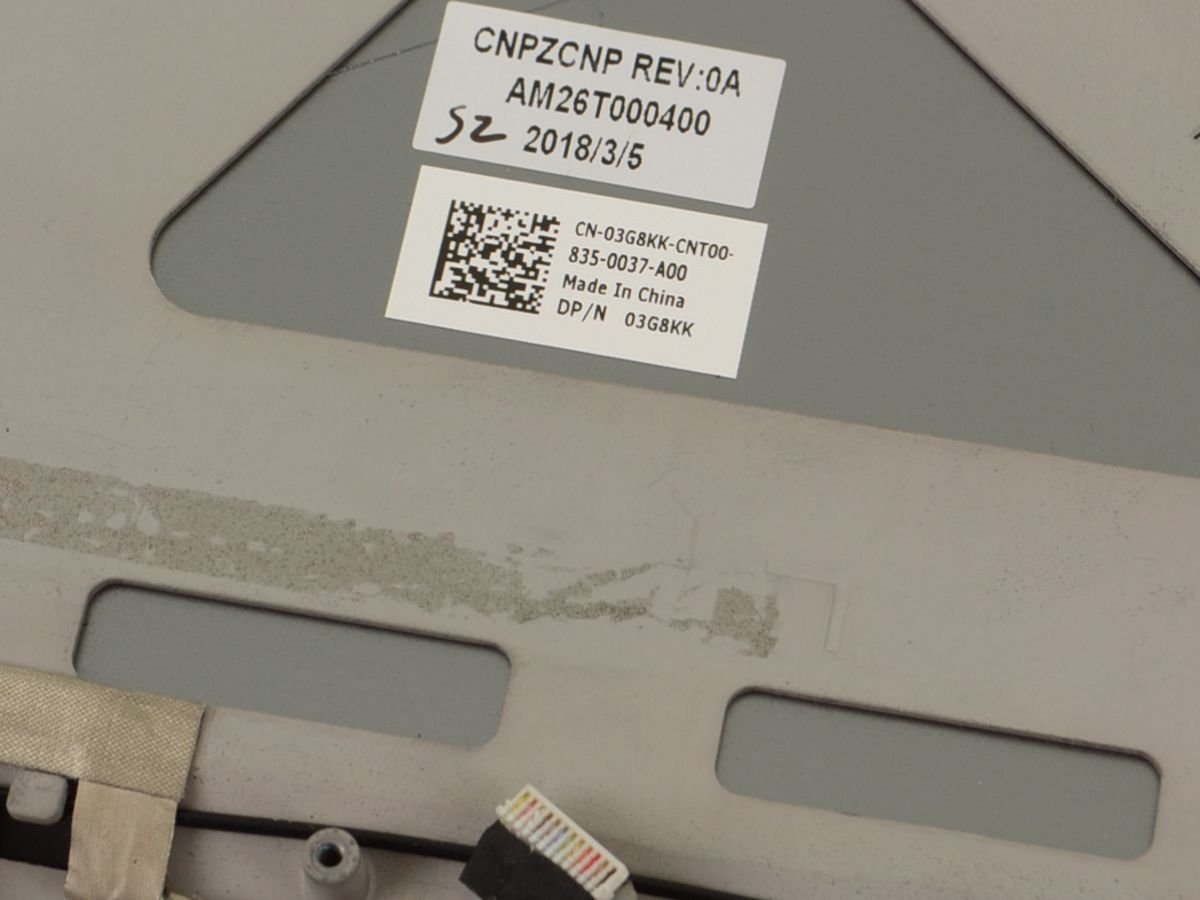 CNPZCNP REV:0A
AM26T000400
SZ 2018/3/5
CN-03G8KK-CNT00-
835-0037-A00
Made In China
DP/N 03G8KK